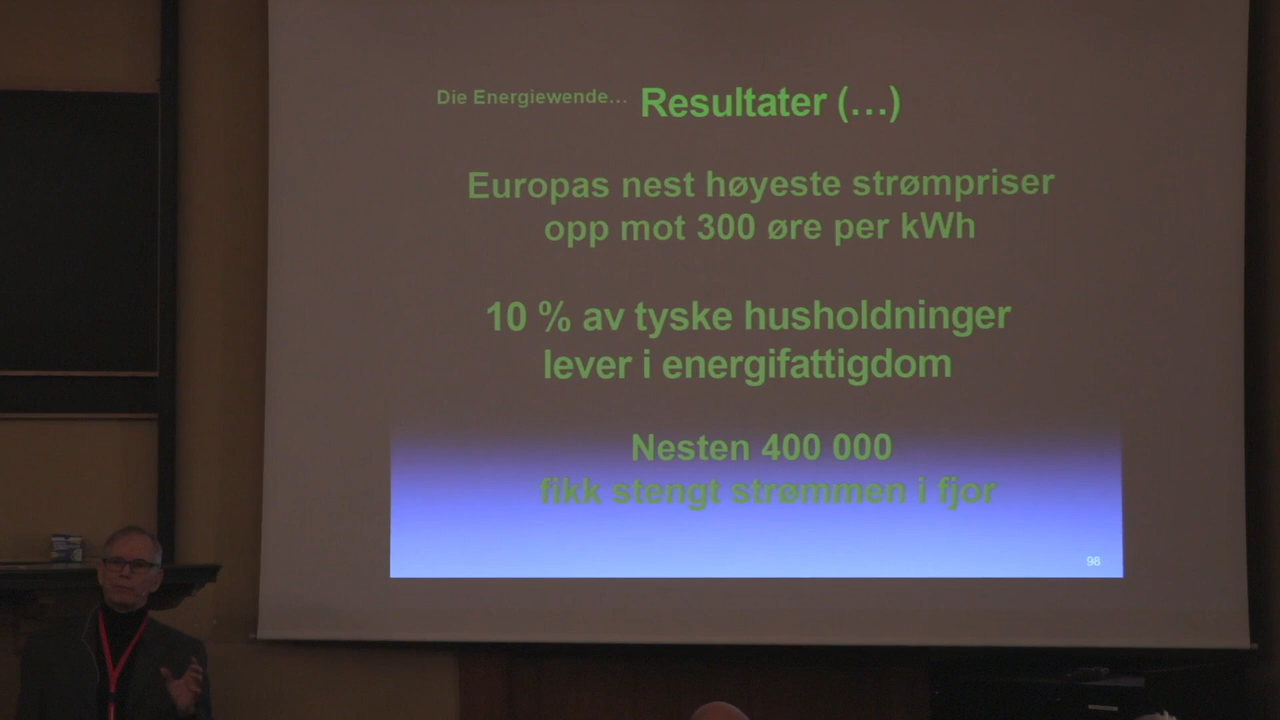 Die Energiewende... Resultater (...)
Europas nest høyeste strømpriser
opp mot 300 øre per kWh
10 % av tyske husholdninger
lever i energifattigdom
Nesten 400 000
fikk stengt strømmen i fjor
98